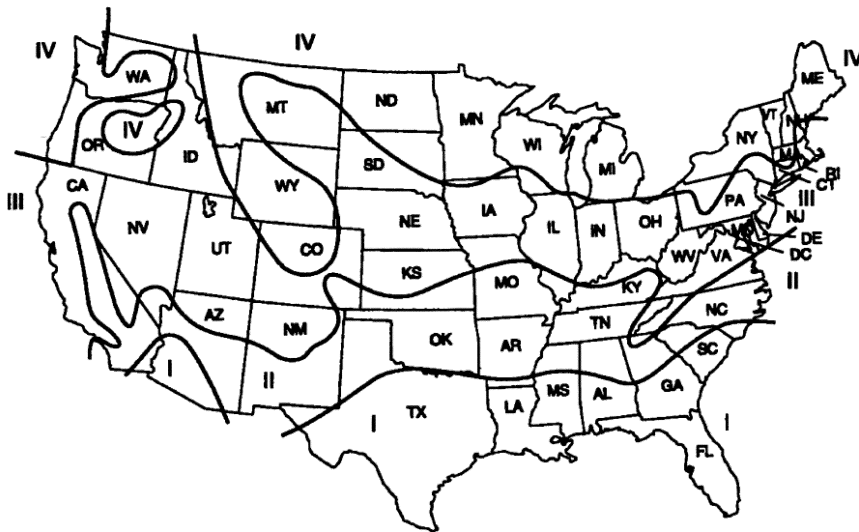 IV
IV
IV
WA
MT
ND
MN
ME
VT
NH
OR
IV
ID
SD
WI
MI
NY
MA
RI
CT
III
CA
WY
IA
PA
III
NJ
NV
NE
IL
IN
OH
MD
DE
UT
CO
WV
VA
DC
KS
MO
KY
II
AZ
NM
OK
AR
TN
NC
SC
I
II
MS
AL
GA
I
TX
LA
I
FL